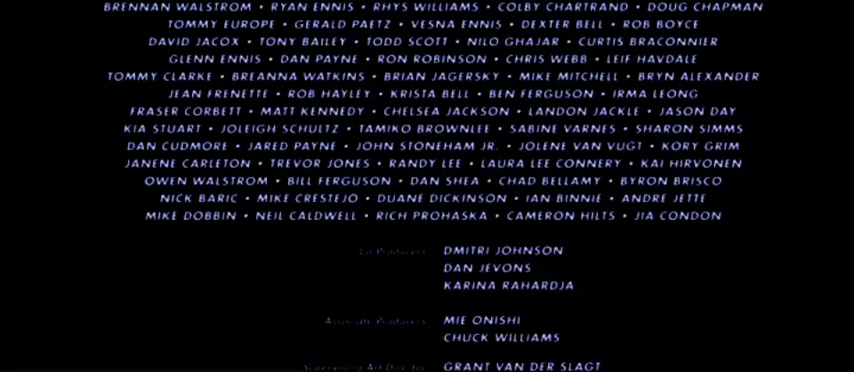 BRENNAN WALSTROM • RYAN ENNIS • RHYS WILLIAMS • COLBY CHARTRAND • DOUG CHAPMAN
TOMMY EUROPE • GERALD PAETZ • VESNA ENNIS • DEXTER BELL • ROB BOYCE
DAVID JACOX • TONY BAILEY • TODD SCOTT • NILO GHAJAR • CURTIS BRACONNIER
GLENN ENNIS • DAN PAYNE • RON ROBINSON • CHRIS WEBB • LEIF HAVDALE
TOMMY CLARKE • BREANNA WATKINS • BRIAN JAGERSKY • MIKE MITCHELL • BRYN ALEXANDER
JEAN FRENETTE • ROB HAYLEY • KRISTA BELL • BEN FERGUSON • IRMA LEONG
FRASER CORBETT • MATT KENNEDY • CHELSEA JACKSON • LANDON JACKLE • JASON DAY
KIA STUART • JOLEIGH SCHULTZ • TAMIKO BROWNLEE • SABINE VARNES • SHARON SIMMS
DAN CUDMORE • JARED PAYNE • JOHN STONEHAM JR. • JOLENE VAN VUGT • KORY GRIM
JANENE CARLETON • TREVOR JONES • RANDY LEE • LAURA LEE CONNERY • KAI HIRVONEN
OWEN WALSTROM • BILL FERGUSON • DAN SHEA • CHAD BELLAMY • BYRON BRISCO
NICK BARIC • MIKE CRESTEJO • DUANE DICKINSON • IAN BINNIE • ANDRE JETTE
MIKE DOBBIN • NEIL CALDWELL • RICH PROHASKA • CAMERON HILTS • JIA CONDON
Co Producers DMITRI JOHNSON
DAN JEVONS
KARINA RAHARDJA
Associate Producers MIE ONISHI
CHUCK WILLIAMS
Supervising Art Director GRANT VAN DER SLAGT